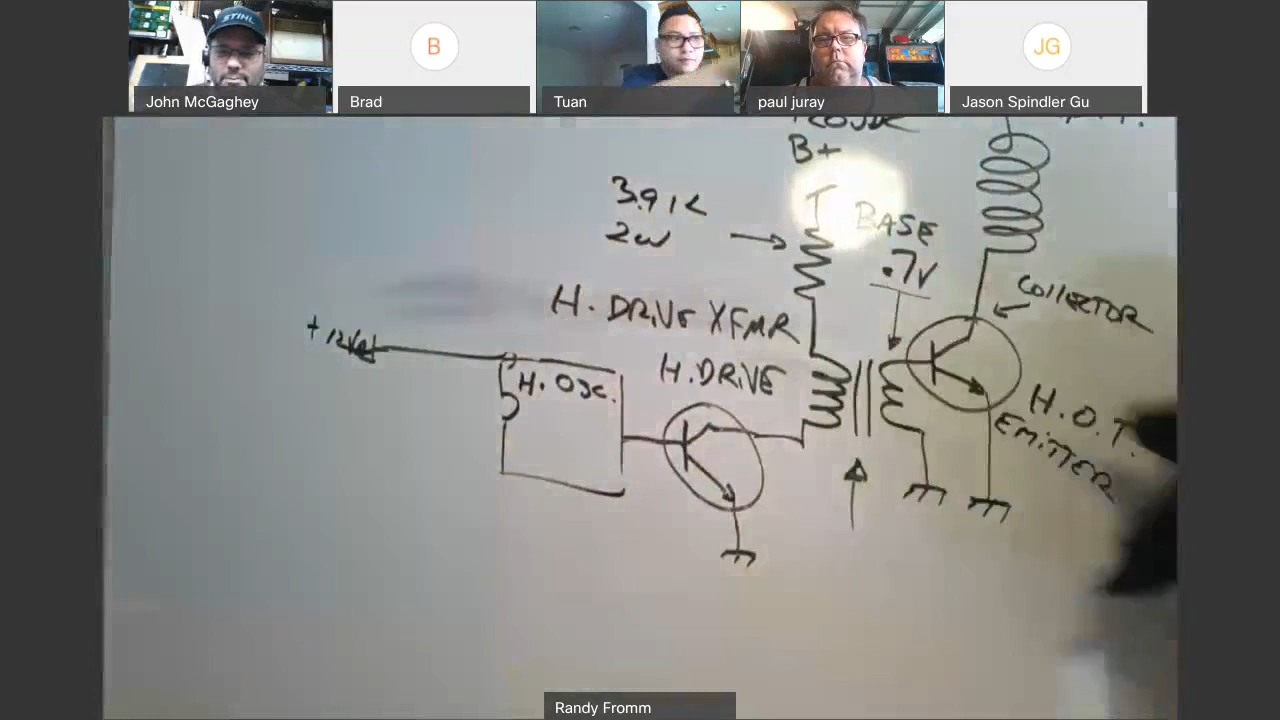 STIHL
B
JG
John McGaghey
Brad
Tuan
paul juray
Jason Spindler Gu
B+
3.9K
2W
BASE
.7V
COllECTOR
H. DRiVE XFMR
H. DRiVE
H. OSC.
H.O.T.
EMiTTER
Randy Fromm